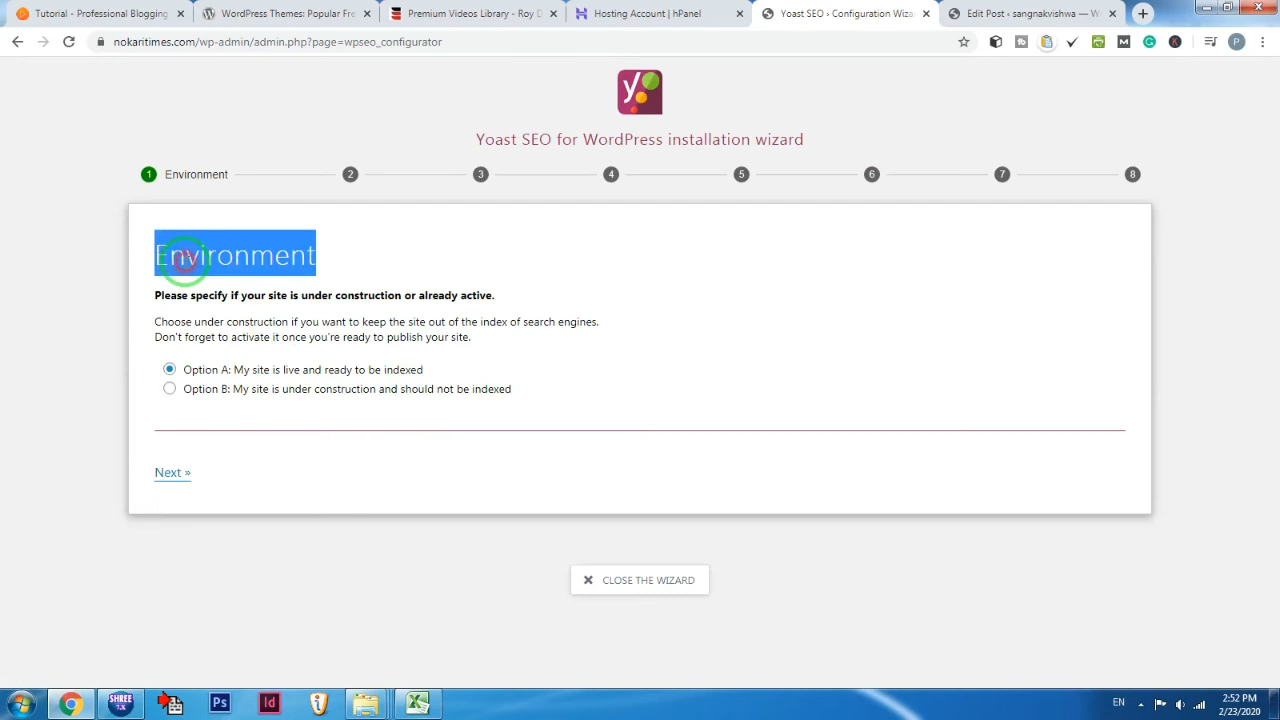 Tutorial - Professional Blogging
WordPress Themes: Popular Fre
Premium Videos Library - Roy D
Hosting Account | hPanel
Yoast SEO › Configuration Wiza
Edit Post ‹ sangnakvishwa — W
nokaritimes.com/wp-admin/admin.php?page=wpseo_configurator
Yoast SEO for WordPress installation wizard
1 Environment 2 3 4 5 6 7 8
Environment
Please specify if your site is under construction or already active.
Choose under construction if you want to keep the site out of the index of search engines.
Don't forget to activate it once you're ready to publish your site.
Option A: My site is live and ready to be indexed
Option B: My site is under construction and should not be indexed
Next »
CLOSE THE WIZARD
SHREE
Ps
Id
EN
2:52 PM
2/23/2020